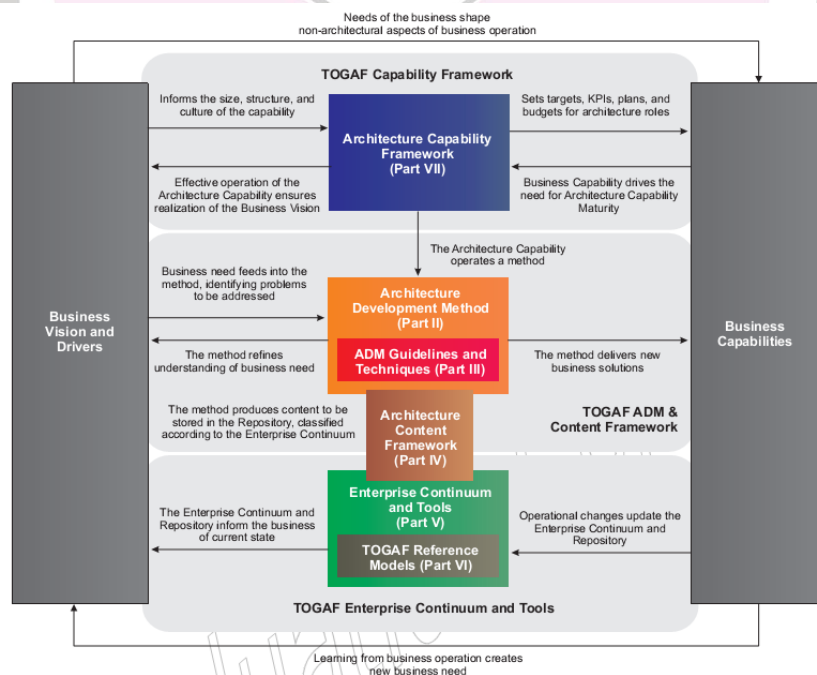 Needs of the business shape
non-architectural aspects of business operation
TOGAF Capability Framework
Informs the size, structure, and
culture of the capability
Sets targets, KPIs, plans, and
budgets for architecture roles
Architecture Capability
Framework
(Part VII)
Effective operation of the
Architecture Capability ensures
realization of the Business Vision
Business Capability drives the
need for Architecture Capability
Maturity
The Architecture Capability
operates a method
Business need feeds into the
method, identifying problems
to be addressed
Business
Vision and
Drivers
Architecture
Development Method
(Part II)
Business
Capabilities
ADM Guidelines and
Techniques (Part III)
The method refines
understanding of business need
The method delivers new
business solutions
The method produces content to be
stored in the Repository, classified
according to the Enterprise Continuum
Architecture
Content
Framework
(Part IV)
TOGAF ADM &
Content Framework
Enterprise Continuum
and Tools
(Part V)
The Enterprise Continuum and
Repository inform the business
of current state
Operational changes update the
Enterprise Continuum and
Repository
TOGAF Reference
Models (Part VI)
TOGAF Enterprise Continuum and Tools
Learning from business operation creates
new business need